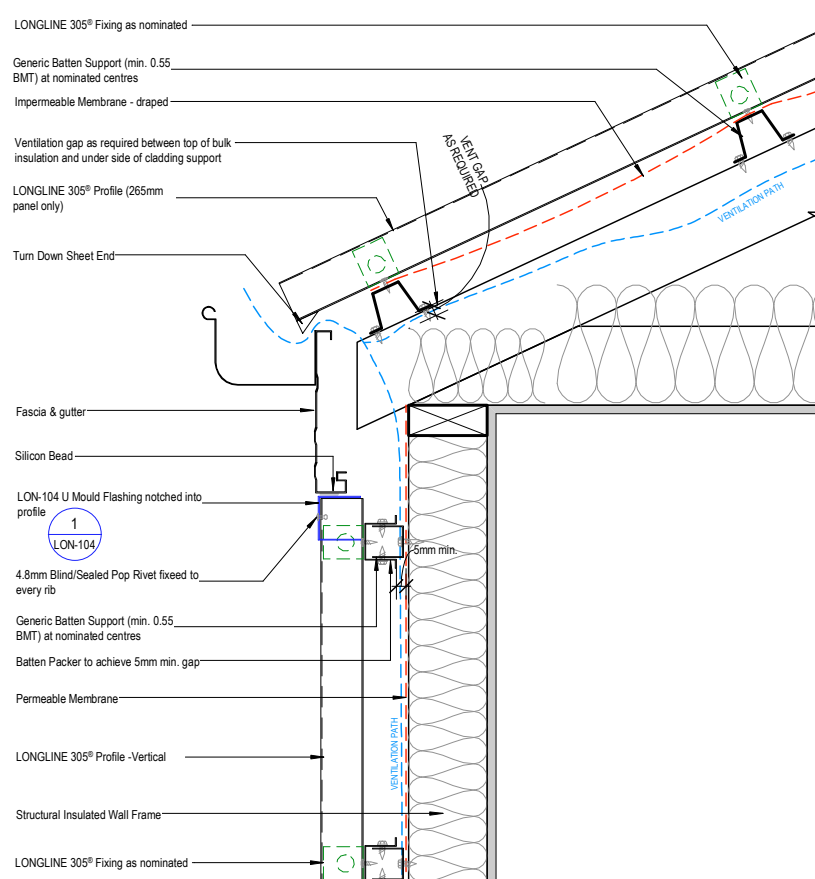 LONGLINE 305® Fixing as nominated
Generic Batten Support (min. 0.55
BMT) at nominated centres
Impermeable Membrane - draped
Ventilation gap as required between top of bulk
insulation and under side of cladding support
LONGLINE 305® Profile (265mm
panel only)
Turn Down Sheet End
VENT GAP
AS REQUIRED
VENTILATION PATH
Fascia & gutter
Silicon Bead
LON-104 U Mould Flashing notched into
profile
1
LON-104
5mm min.
4.8mm Blind/Sealed Pop Rivet fixeed to
every rib
Generic Batten Support (min. 0.55
BMT) at nominated centres
Batten Packer to achieve 5mm min. gap
Permeable Membrane
VENTILATION PATH
LONGLINE 305® Profile -Vertical
Structural Insulated Wall Frame
LONGLINE 305® Fixing as nominated